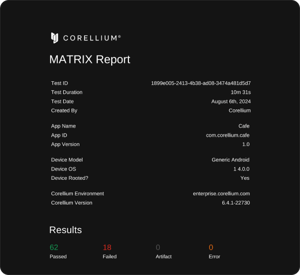 CORELLIUM®
MATRIX Report
Test ID 1899e005-2413-4b38-ad09-3474a481d5d7
Test Duration 10m 31s
Test Date August 6th, 2024
Created By Corellium
App Name Cafe
App ID com.corellium.cafe
App Version 1.0
Device Model Generic Android
Device OS 1 4.0.0
Device Rooted? Yes
Corellium Environment enterprise.corellium.com
Corellium Version 6.4.1-22730
Results
62 18 0 0
Passed Failed Artifact Error